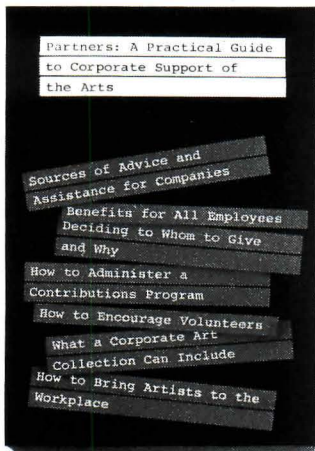 Partners: A Practical Guide
to Corporate Support of
the Arts
Sources of Advice and
Assistance for Companies
Benefits for All Employees
Deciding to Whom to Give
and Why
How to Administer a
Contributions Program
How to Encourage Volunteers
What a Corporate Art
Collection Can Include
How to Bring Artists to the
Workplace